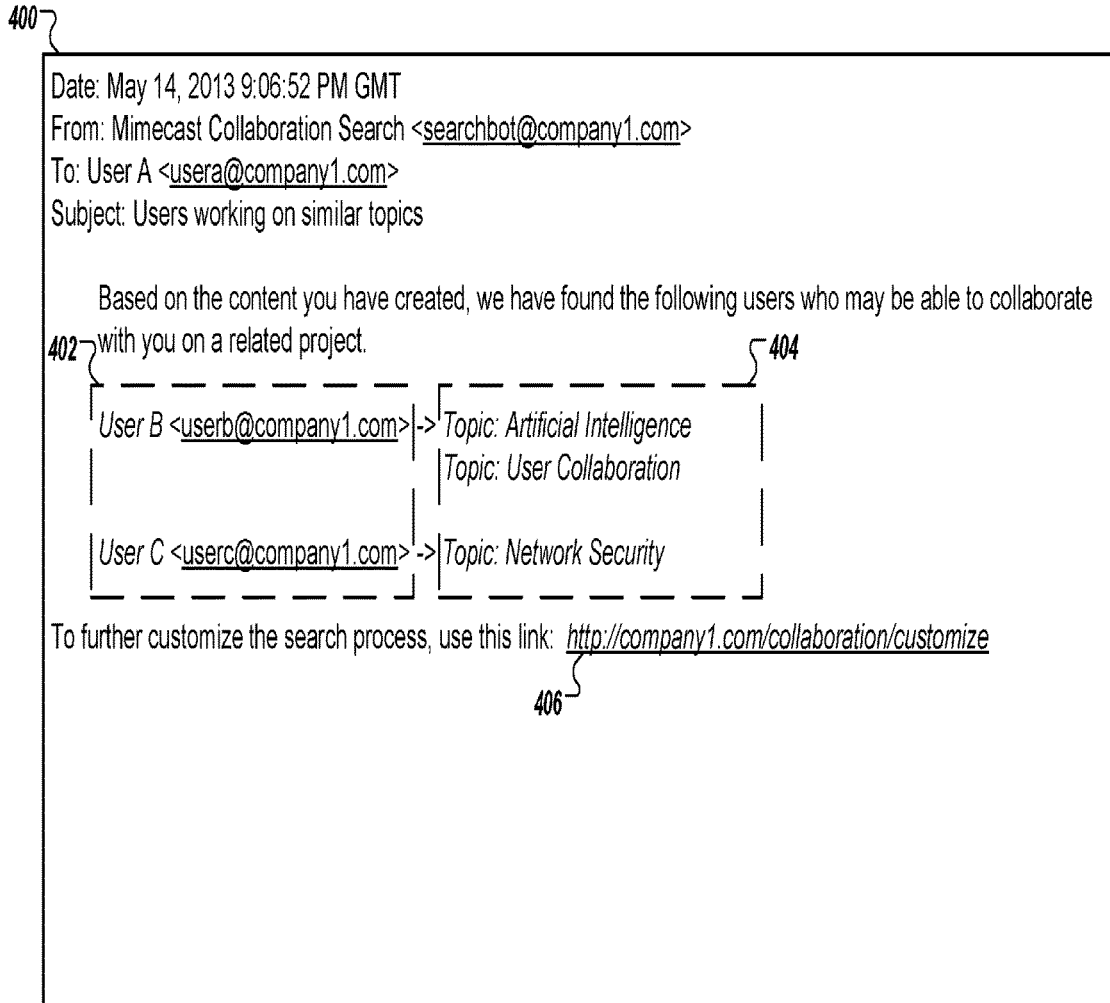 400
Date: May 14, 2013 9:06:52 PM GMT
From: Mimecast Collaboration Search <searchbot@company1.com>
To: User A <usera@company1.com>
Subject: Users working on similar topics
Based on the content you have created, we have found the following users who may be able to collaborate
402 with you on a related project. 404
User B <userb@company1.com> -> Topic: Artificial Intelligence
Topic: User Collaboration
User C <userc@company1.com> -> Topic: Network Security
To further customize the search process, use this link: http://company1.com/collaboration/customize
406